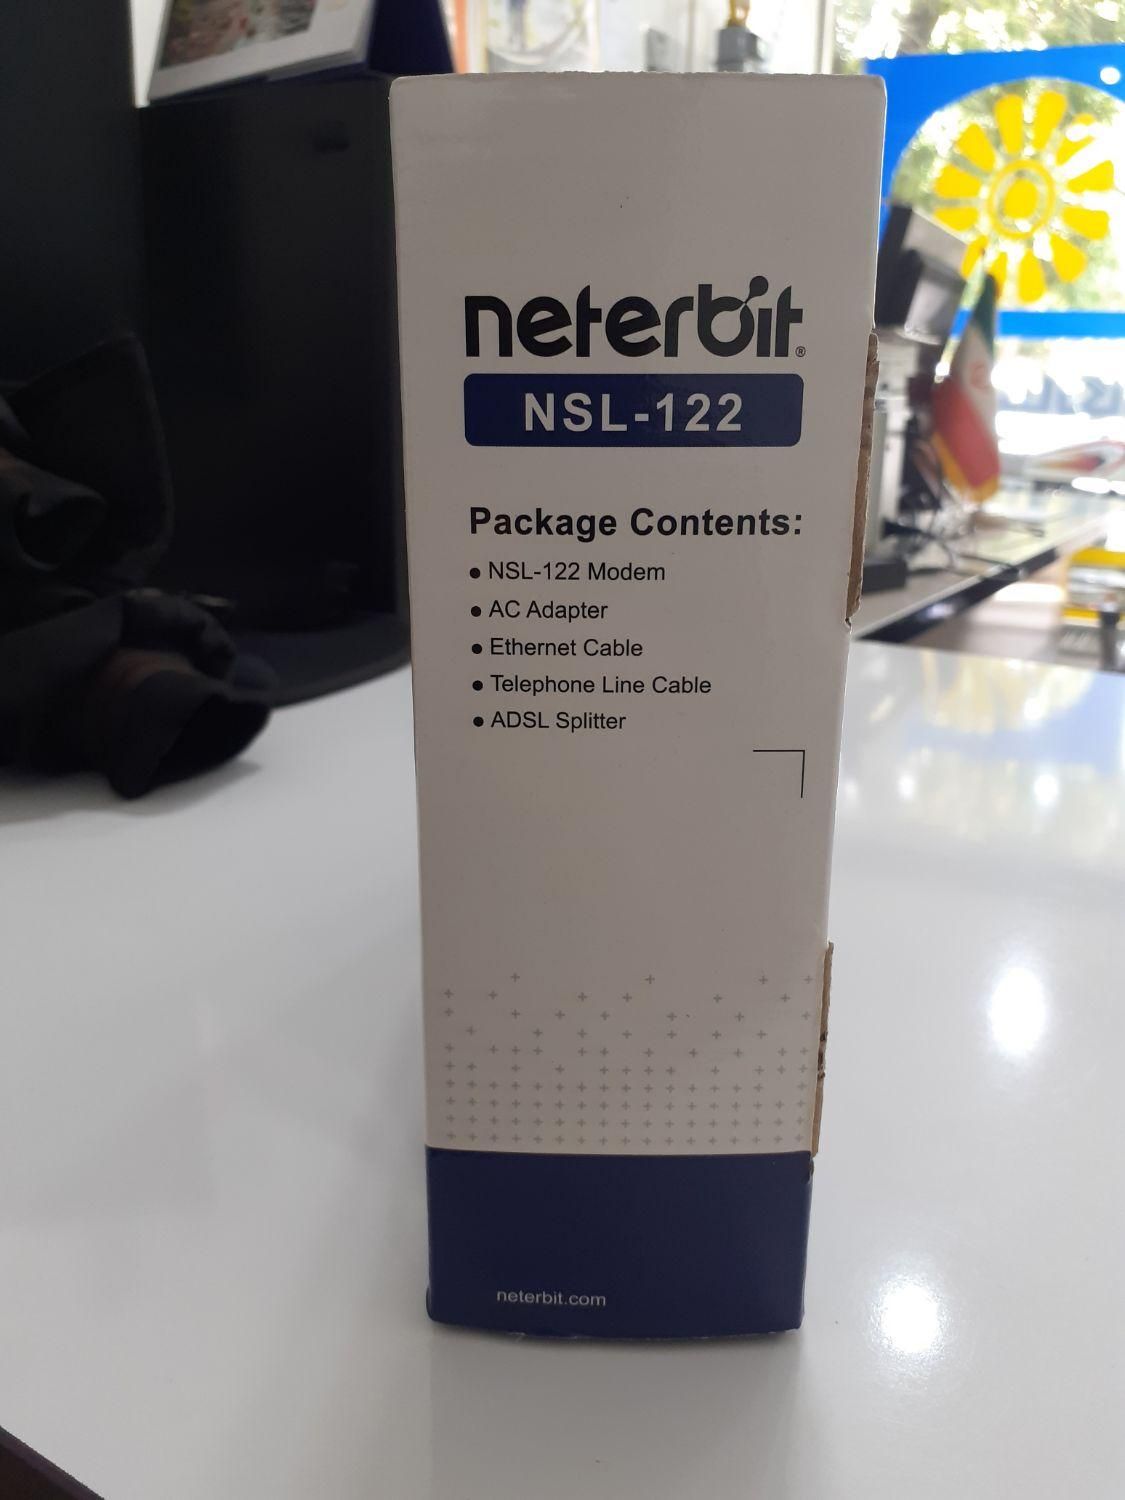 neterbit®
NSL-122
Package Contents:
● NSL-122 Modem
● AC Adapter
● Ethernet Cable
● Telephone Line Cable
● ADSL Splitter
neterbit.com